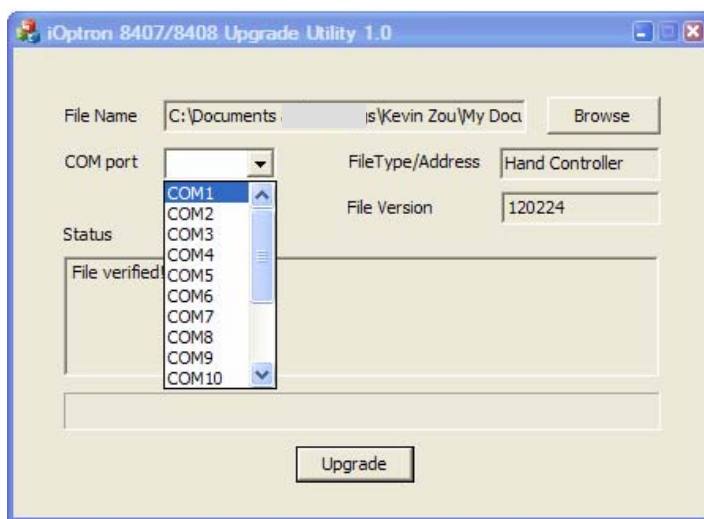 iOptron 8407/8408 Upgrade Utility 1.0
File Name C:\Documents s\Kevin Zou\My Docu Browse
COM port FileType/Address Hand Controller
File Version 120224
COM1
COM2
COM3
COM4
COM5
COM6
COM7
COM8
COM9
COM10
Status
File verified!
Upgrade